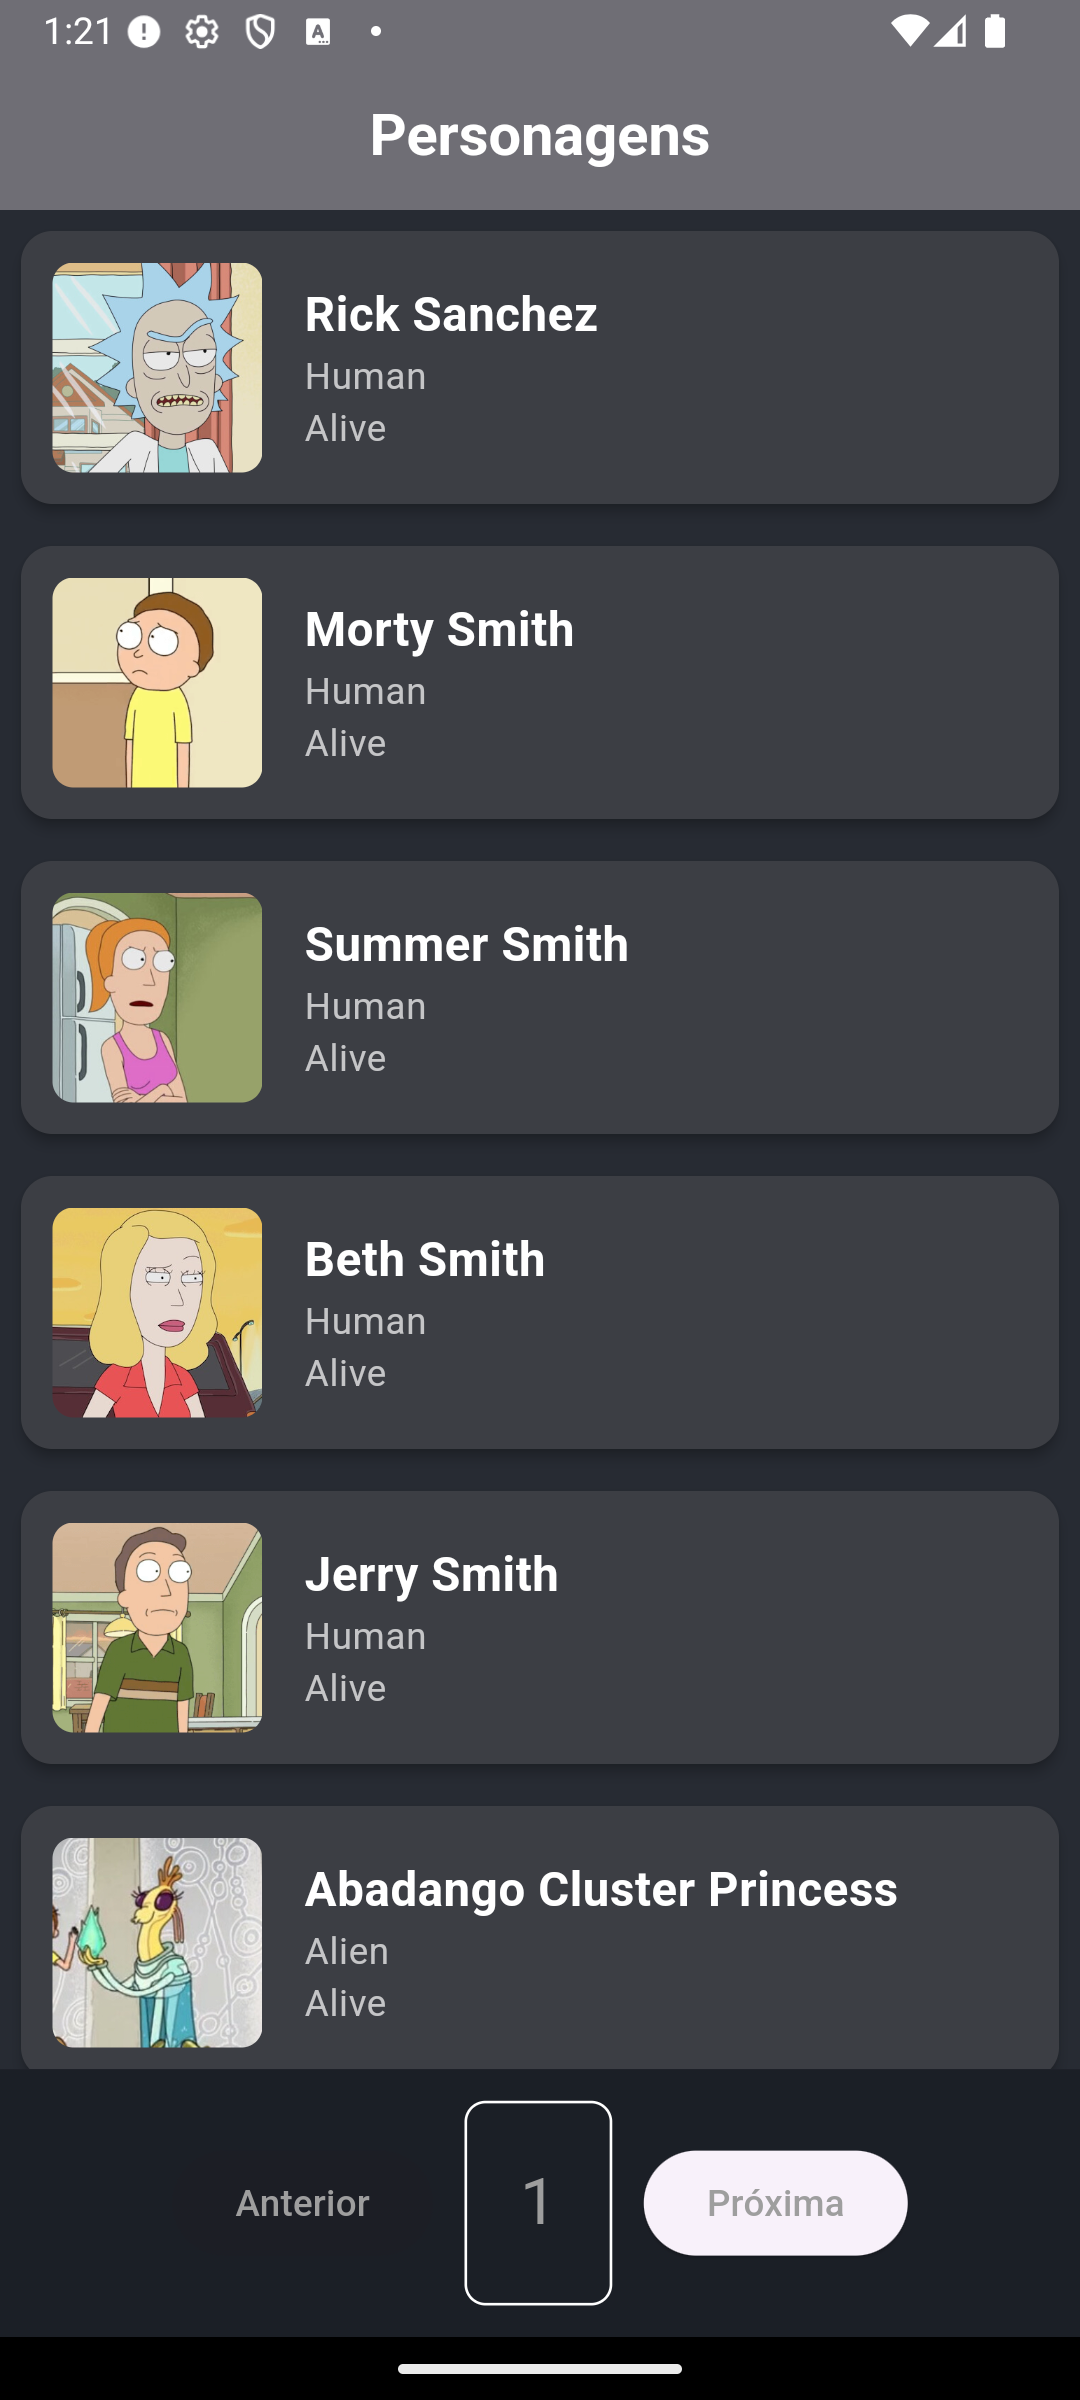 1:21
Personagens
Rick Sanchez
Human
Alive
Morty Smith
Human
Alive
Summer Smith
Human
Alive
Beth Smith
Human
Alive
Jerry Smith
Human
Alive
Abadango Cluster Princess
Alien
Alive
Anterior
1
Próxima